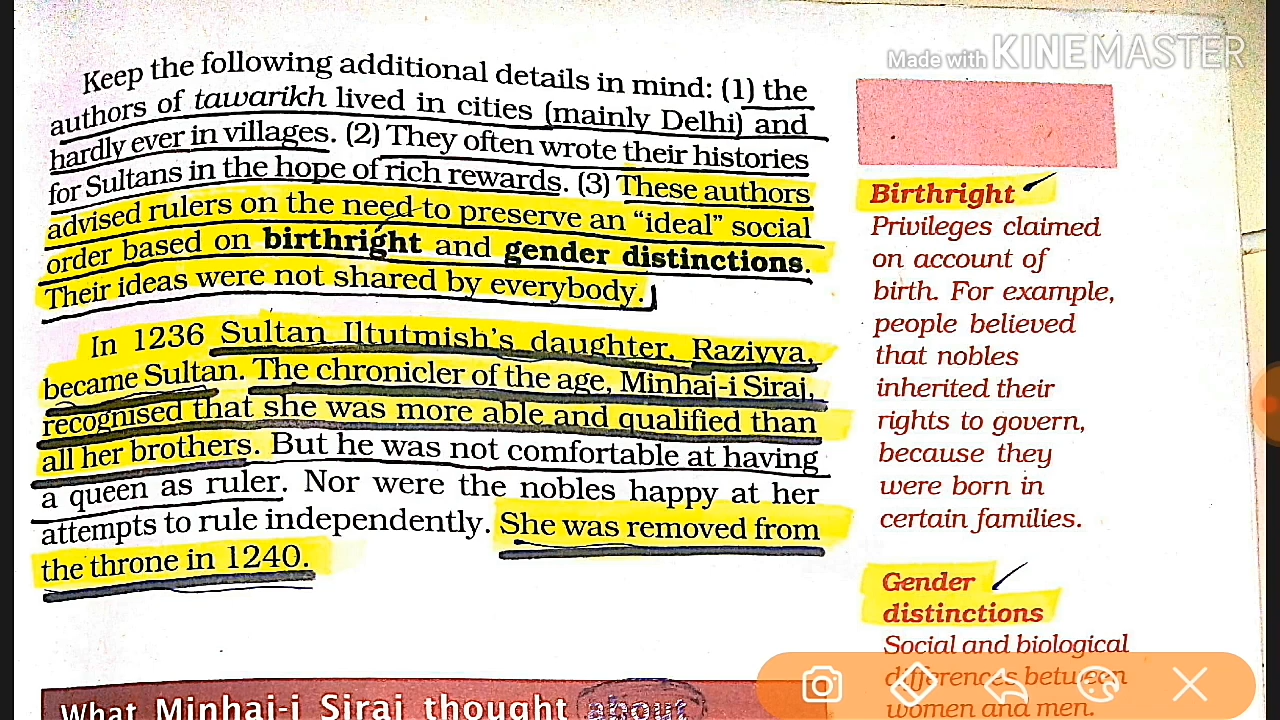 Made with KINEMASTER
Keep the following additional details in mind: (1) the
authors of tawarikh lived in cities (mainly Delhi) and
hardly ever in villages. (2) They often wrote their histories
for Sultans in the hope of rich rewards. (3) These authors
advised rulers on the need to preserve an “ideal” social
order based on birthright and gender distinctions.
Their ideas were not shared by everybody.
In 1236 Sultan Iltutmish’s daughter, Raziyya,
became Sultan. The chronicler of the age, Minhaj-i Siraj,
recognised that she was more able and qualified than
all her brothers. But he was not comfortable at having
a queen as ruler. Nor were the nobles happy at her
attempts to rule independently. She was removed from
the throne in 1240.
What Minhaj-i Siraj thought about
Birthright
Privileges claimed
on account of
birth. For example,
people believed
that nobles
inherited their
rights to govern,
because they
were born in
certain families.
Gender
distinctions
Social and biological
differences between
women and men.